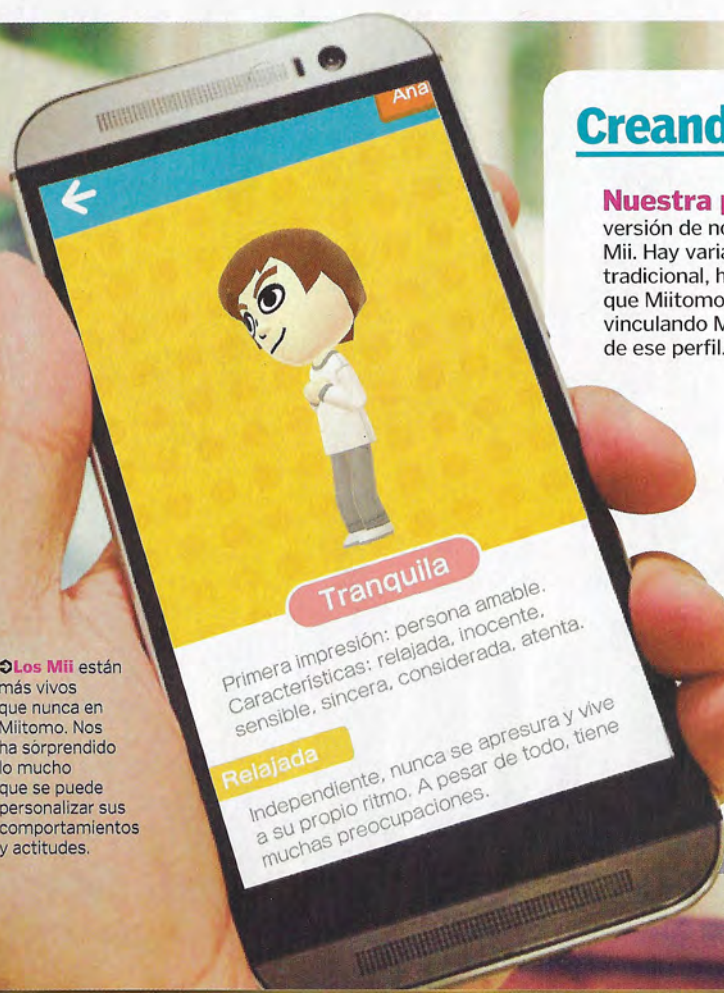 Ana
Tranquila
Primera impresión: persona amable.
Características: relajada, inocente,
sensible, sincera, considerada, atenta.
Relajada
Independiente, nunca se apresura y vive
a su propio ritmo. A pesar de todo, tiene
muchas preocupaciones.
Los Mii están
más vivos
que nunca en
Miitomo. Nos
ha sorprendido
lo mucho
que se puede
personalizar sus
comportamientos
y actitudes.
Creand
Nuestra p
versión de no
Mii. Hay varia
tradicional, h
que Miitomo
vinculando M
de ese perfil.